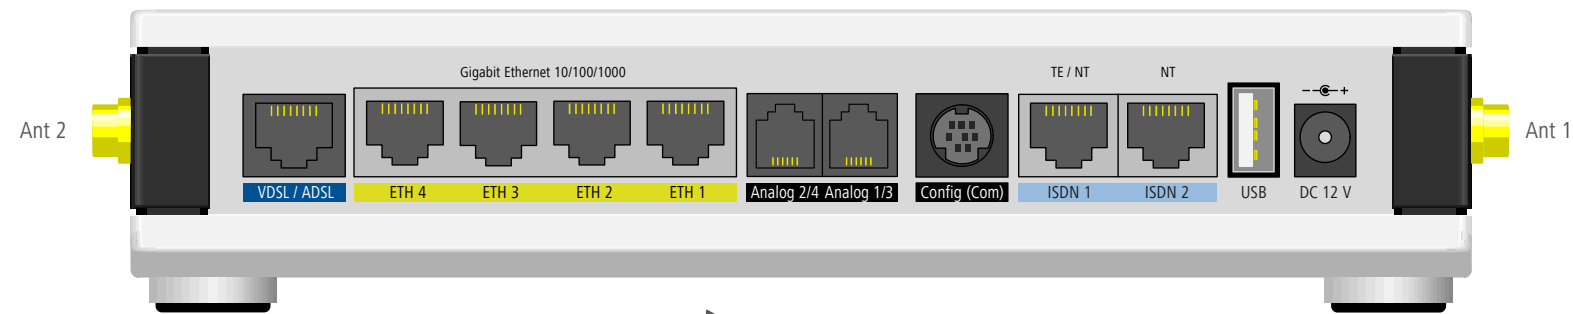 Gigabit Ethernet 10/100/1000
TE / NT
NT
Ant 2
Ant 1
VDSL / ADSL
ETH 4
ETH 3
ETH 2
ETH 1
Analog 2/4
Analog 1/3
Config (Com)
ISDN 1
ISDN 2
USB
DC 12 V